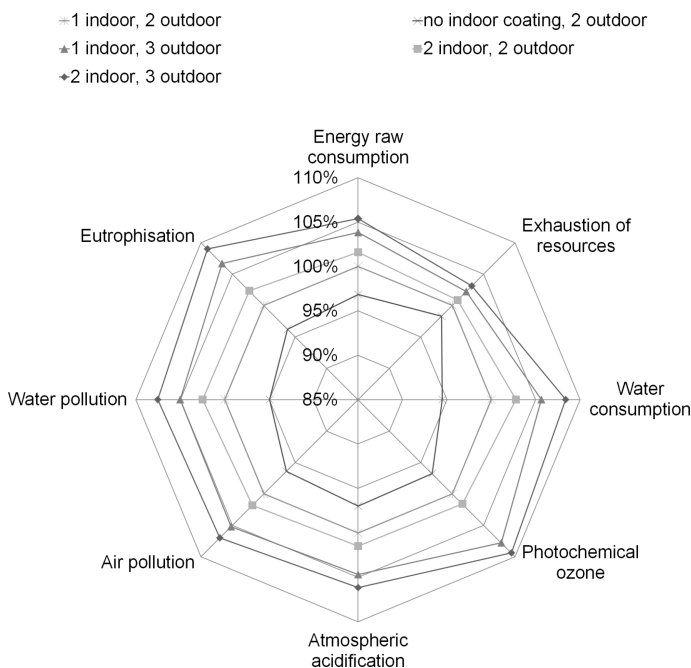 1 indoor, 2 outdoor
no indoor coating, 2 outdoor
1 indoor, 3 outdoor
2 indoor, 2 outdoor
2 indoor, 3 outdoor
Energy raw
consumption
110%
105%
100%
95%
90%
85%
Exhaustion of
resources
Water
consumption
Photochemical
ozone
Atmospheric
acidification
Air pollution
Water pollution
Eutrophisation